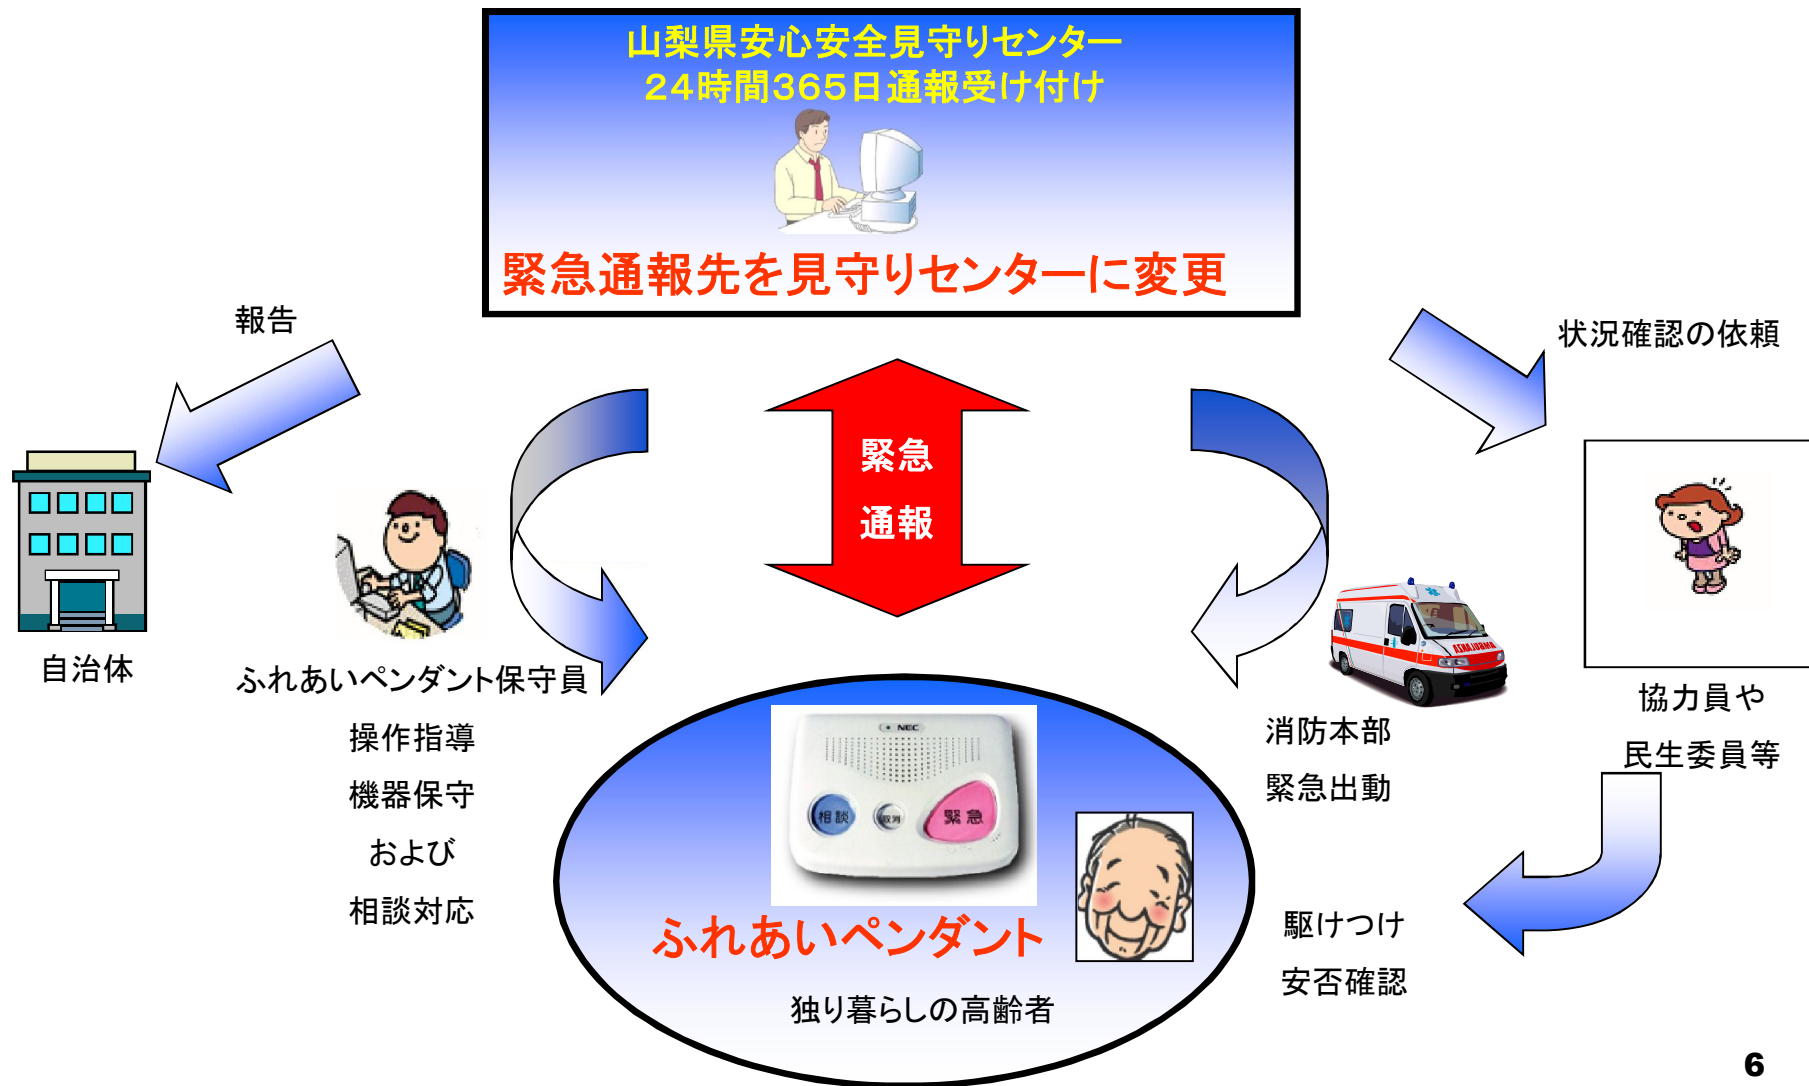 山梨県安心安全見守りセンター
24時間365日通報受け付け
緊急通報先を見守りセンターに変更
報告
状況確認の依頼
緊急
通報
自治体
ふれあいペンダント保守員
操作指導
機器保守
および
相談対応
消防本部
緊急出動
協力員や
民生委員等
駆けつけ
安否確認
NEC
相談
取消
緊急
ふれあいペンダント
独り暮らしの高齢者
AMBULANZA
6